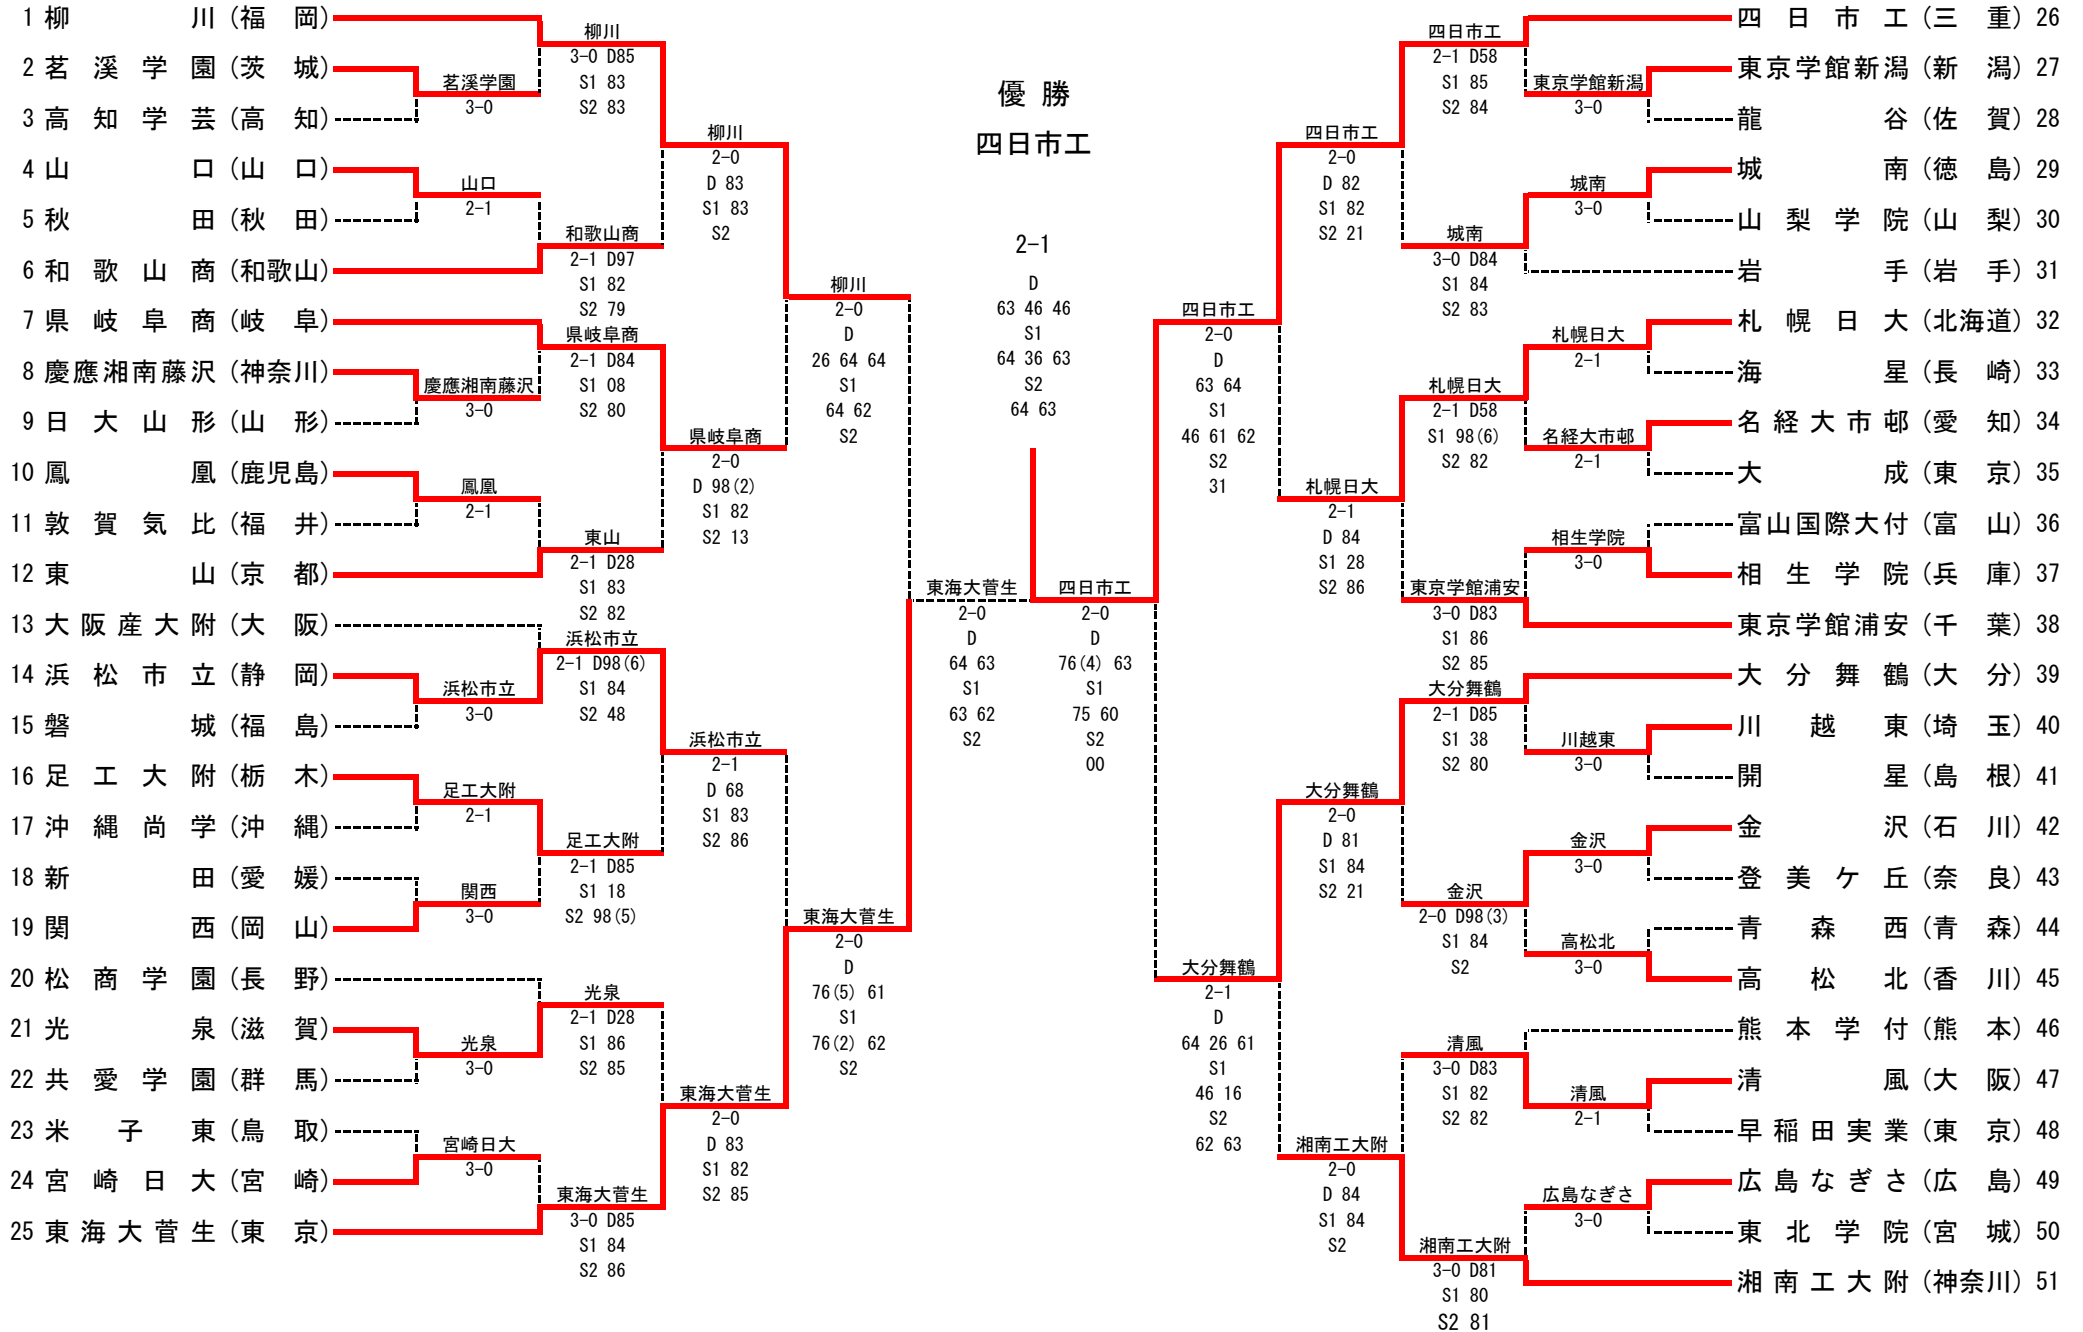 1 柳川（福岡）
2 茗溪学園（茨城）
3 高知学芸（高知）
4 山口（山口）
5 秋田（秋田）
6 和歌山商（和歌山）
7 県岐阜商（岐阜）
8 慶應湘南藤沢（神奈川）
9 日大山形（山形）
10 鳳凰（鹿児島）
11 敦賀気比（福井）
12 東山（京都）
13 大阪産大附（大阪）
14 浜松市立（静岡）
15 磐城（福島）
16 足工大附（栃木）
17 沖縄尚学（沖縄）
18 新田（愛媛）
19 関西（岡山）
20 松商学園（長野）
21 光泉（滋賀）
22 共愛学園（群馬）
23 米子東（鳥取）
24 宮崎日大（宮崎）
25 東海大菅生（東京）
茗溪学園
3-0
山口
2-1
慶應湘南藤沢
3-0
鳳凰
2-1
浜松市立
3-0
足工大附
2-1
関西
3-0
光泉
3-0
宮崎日大
3-0
柳川
3-0 D85
S1 83
S2 83
和歌山商
2-1 D97
S1 82
S2 79
県岐阜商
2-1 D84
S1 08
S2 80
東山
2-1 D28
S1 83
S2 82
浜松市立
2-1 D98(6)
S1 84
S2 48
足工大附
2-1 D85
S1 18
S2 98(5)
光泉
2-1 D28
S1 86
S2 85
東海大菅生
3-0 D85
S1 84
S2 86
柳川
2-0
D 83
S1 83
S2
県岐阜商
2-0
D 98(2)
S1 82
S2 13
浜松市立
2-1
D 68
S1 83
S2 86
東海大菅生
2-0
D 83
S1 82
S2 85
柳川
2-0
D
26 64 64
S1
64 62
S2
東海大菅生
2-0
D
76(5) 61
S1
76(2) 62
S2
東海大菅生
2-0
D
64 63
S1
63 62
S2
優勝
四日市工
2-1
D
63 46 46
S1
64 36 63
S2
64 63
四日市工
2-0
D
76(4) 63
S1
75 60
S2
00
四日市工
2-0
D
63 64
S1
46 61 62
S2
31
大分舞鶴
2-1
D
64 26 61
S1
46 16
S2
62 63
四日市工
2-0
D 82
S1 82
S2 21
札幌日大
2-1
D 84
S1 28
S2 86
大分舞鶴
2-0
D 81
S1 84
S2 21
湘南工大附
2-0
D 84
S1 84
S2
四日市工
2-1 D58
S1 85
S2 84
城南
3-0 D84
S1 84
S2 83
札幌日大
2-1 D58
S1 98(6)
S2 82
東京学館浦安
3-0 D83
S1 86
S2 85
大分舞鶴
2-1 D85
S1 38
S2 80
金沢
2-0 D98(3)
S1 84
S2
清風
3-0 D83
S1 82
S2 82
湘南工大附
3-0 D81
S1 80
S2 81
東京学館新潟
3-0
城南
3-0
札幌日大
2-1
名経大市邨
2-1
相生学院
3-0
川越東
3-0
金沢
3-0
高松北
3-0
清風
2-1
広島なぎさ
3-0
四日市工（三重）26
東京学館新潟（新潟）27
龍谷（佐賀）28
城南（徳島）29
山梨学院（山梨）30
岩手（岩手）31
札幌日大（北海道）32
海星（長崎）33
名経大市邨（愛知）34
大成（東京）35
富山国際大付（富山）36
相生学院（兵庫）37
東京学館浦安（千葉）38
大分舞鶴（大分）39
川越東（埼玉）40
開星（島根）41
金沢（石川）42
登美ケ丘（奈良）43
青森西（青森）44
高松北（香川）45
熊本学付（熊本）46
清風（大阪）47
早稲田実業（東京）48
広島なぎさ（広島）49
東北学院（宮城）50
湘南工大附（神奈川）51